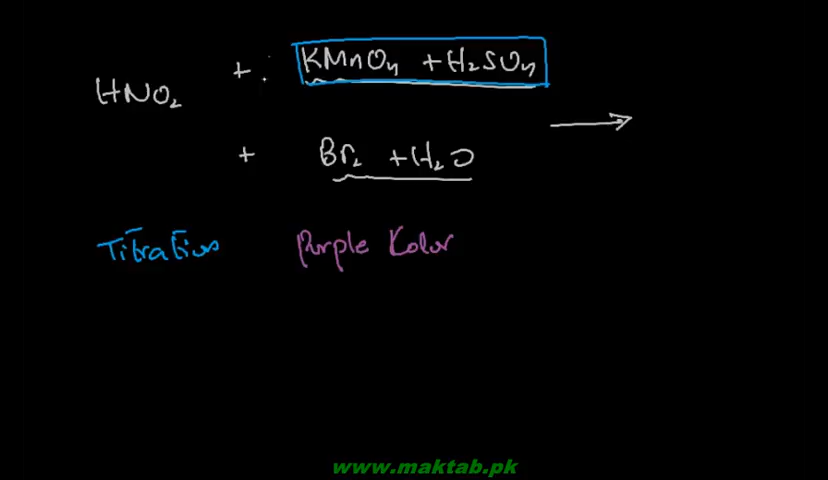 HNO₂ + KMnO₄ + H₂SO₄
+ Br₂ + H₂O
Titration Purple Kolor
www.maktab.pk